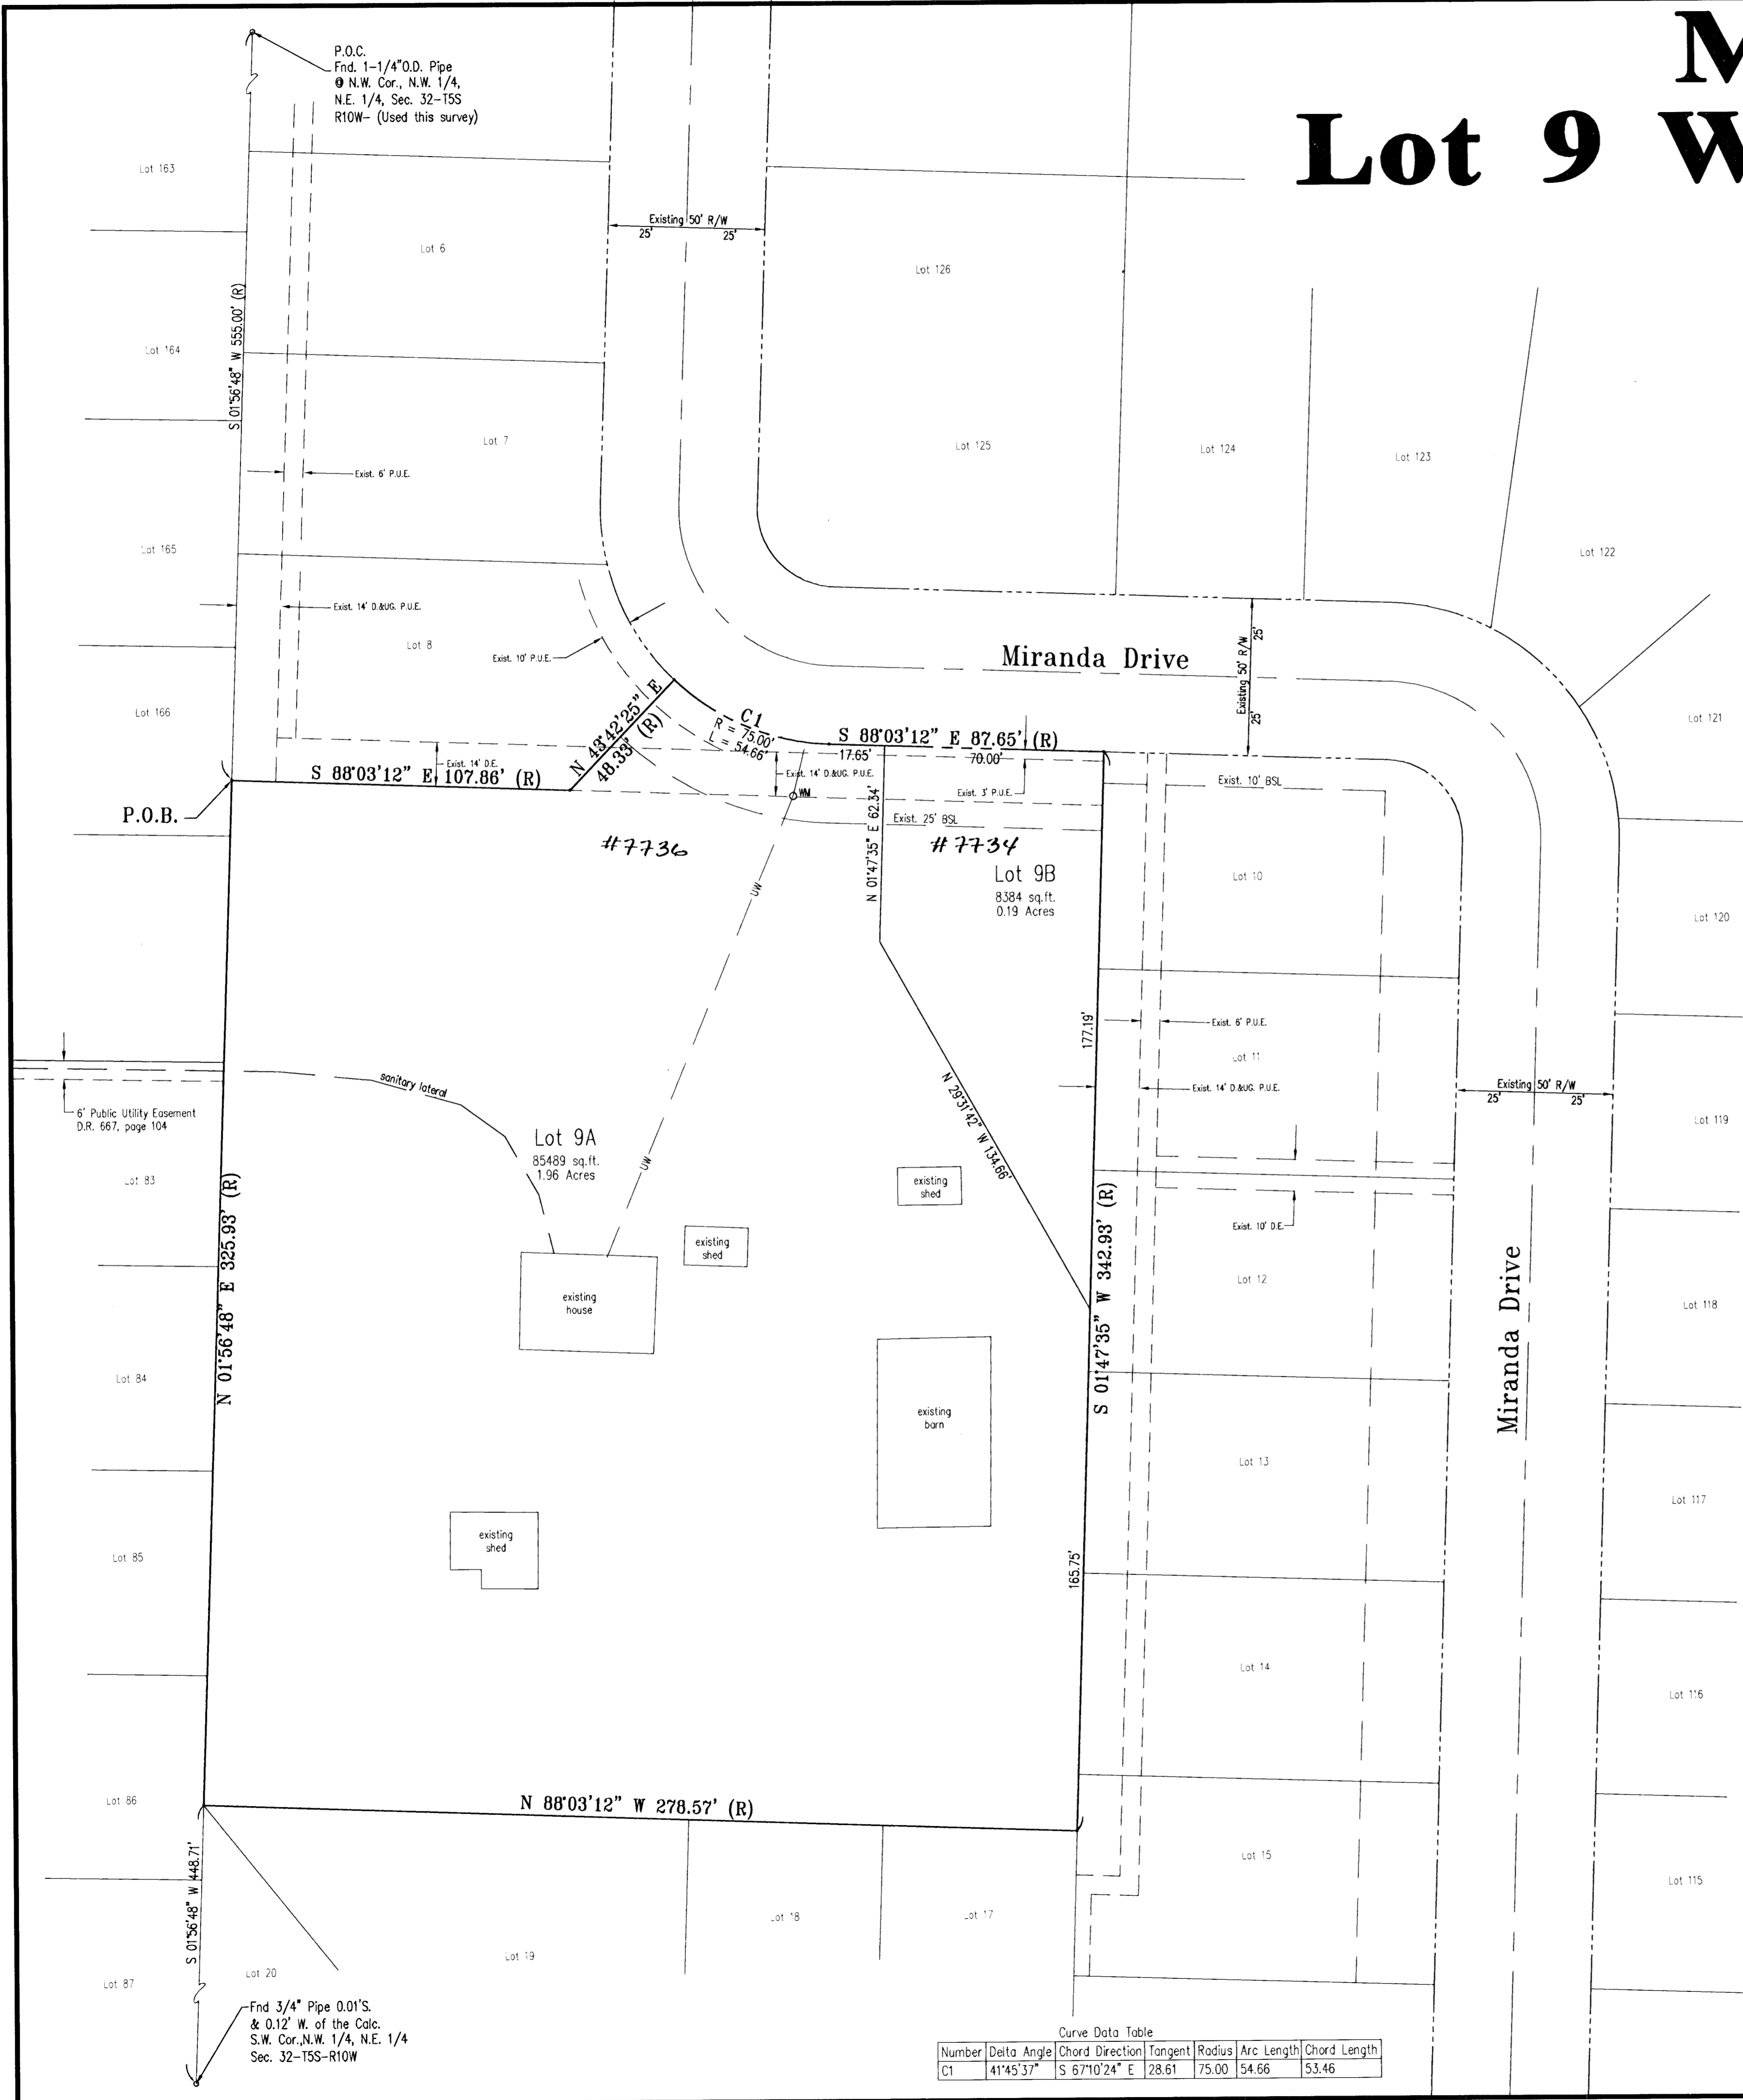 M
Lot 9 W
P.O.C.
Fnd. 1-1/4"O.D. Pipe
@ N.W. Cor., N.W. 1/4,
N.E. 1/4, Sec. 32-T5S
R10W- (Used this survey)
Lot 163
Existing 50' R/W
25' 25'
Lot 6
Lot 126
S 01°56'48" W 555.00' (R)
Lot 164
Lot 7
Lot 125
Lot 124
Lot 123
Exist. 6' P.U.E.
Lot 165
Lot 122
Exist. 14' D.&UG. P.U.E.
Lot 8
Exist. 10' P.U.E.
Miranda Drive
Existing 50' R/W
25' 25'
Lot 166
Lot 121
N 43°42'25" E
48.33' (R)
C1
R = 75.00'
L = 54.66'
S 88°03'12" E 87.65' (R)
17.65' 70.00'
Exist. 14' D.E.
S 88°03'12" E 107.86' (R)
Exist. 14' D.&UG. P.U.E.
WM
Exist. 3' P.U.E.
Exist. 10' BSL
P.O.B.
Exist. 25' BSL
#7736
#7734
N 01°47'35" E 62.34'
Lot 9B
8384 sq.ft.
0.19 Acres
Lot 10
UW
Lot 120
177.19'
Exist. 6' P.U.E.
Lot 11
Exist. 14' D.&UG. P.U.E.
Existing 50' R/W
25' 25'
sanitary lateral
N 29°31'42" W 134.66'
6' Public Utility Easement
D.R. 667, page 104
Lot 119
Lot 9A
85489 sq.ft.
1.96 Acres
UW
Lot 83
existing
shed
N 01°56'48" E 325.93' (R)
S 01°47'35" W 342.93' (R)
Exist. 10' D.E.
existing
shed
Lot 12
Miranda Drive
existing
house
Lot 118
Lot 84
existing
barn
Lot 13
Lot 117
existing
shed
Lot 85
165.75'
Lot 14
Lot 116
Lot 86
N 88°03'12" W 278.57' (R)
S 01°56'48" W 448.71'
Lot 15
Lot 115
Lot 18
Lot 17
Lot 19
Lot 20
Lot 87
Fnd 3/4" Pipe 0.01'S.
& 0.12' W. of the Calc.
S.W. Cor.,N.W. 1/4, N.E. 1/4
Sec. 32-T5S-R10W
Curve Data Table
Number Delta Angle Chord Direction Tangent Radius Arc Length Chord Length
C1 41°45'37" S 67°10'24" E 28.61 75.00 54.66 53.46